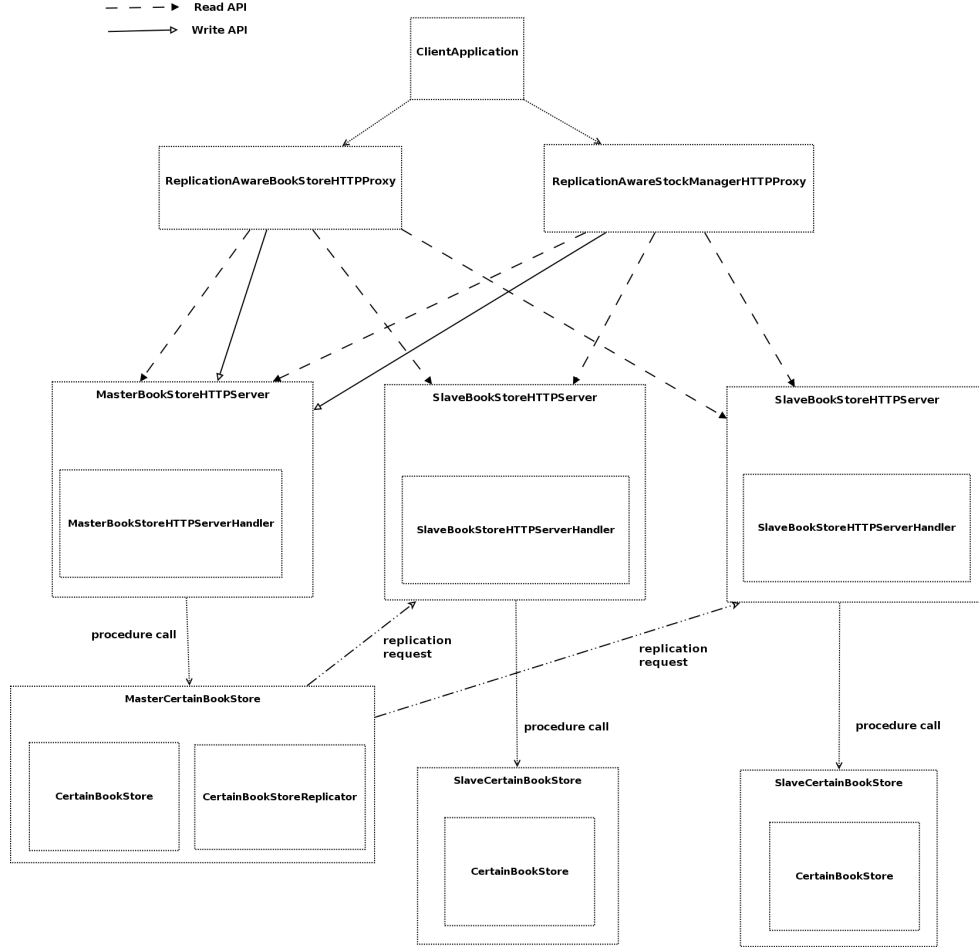 Read API
Write API
ClientApplication
ReplicationAwareBookStoreHTTPProxy
ReplicationAwareStockManagerHTTPProxy
MasterBookStoreHTTPServer
SlaveBookStoreHTTPServer
SlaveBookStoreHTTPServer
MasterBookStoreHTTPServerHandler
SlaveBookStoreHTTPServerHandler
SlaveBookStoreHTTPServerHandler
procedure call
replication
request
replication
request
MasterCertainBookStore
procedure call
procedure call
CertainBookStore
CertainBookStoreReplicator
SlaveCertainBookStore
SlaveCertainBookStore
CertainBookStore
CertainBookStore